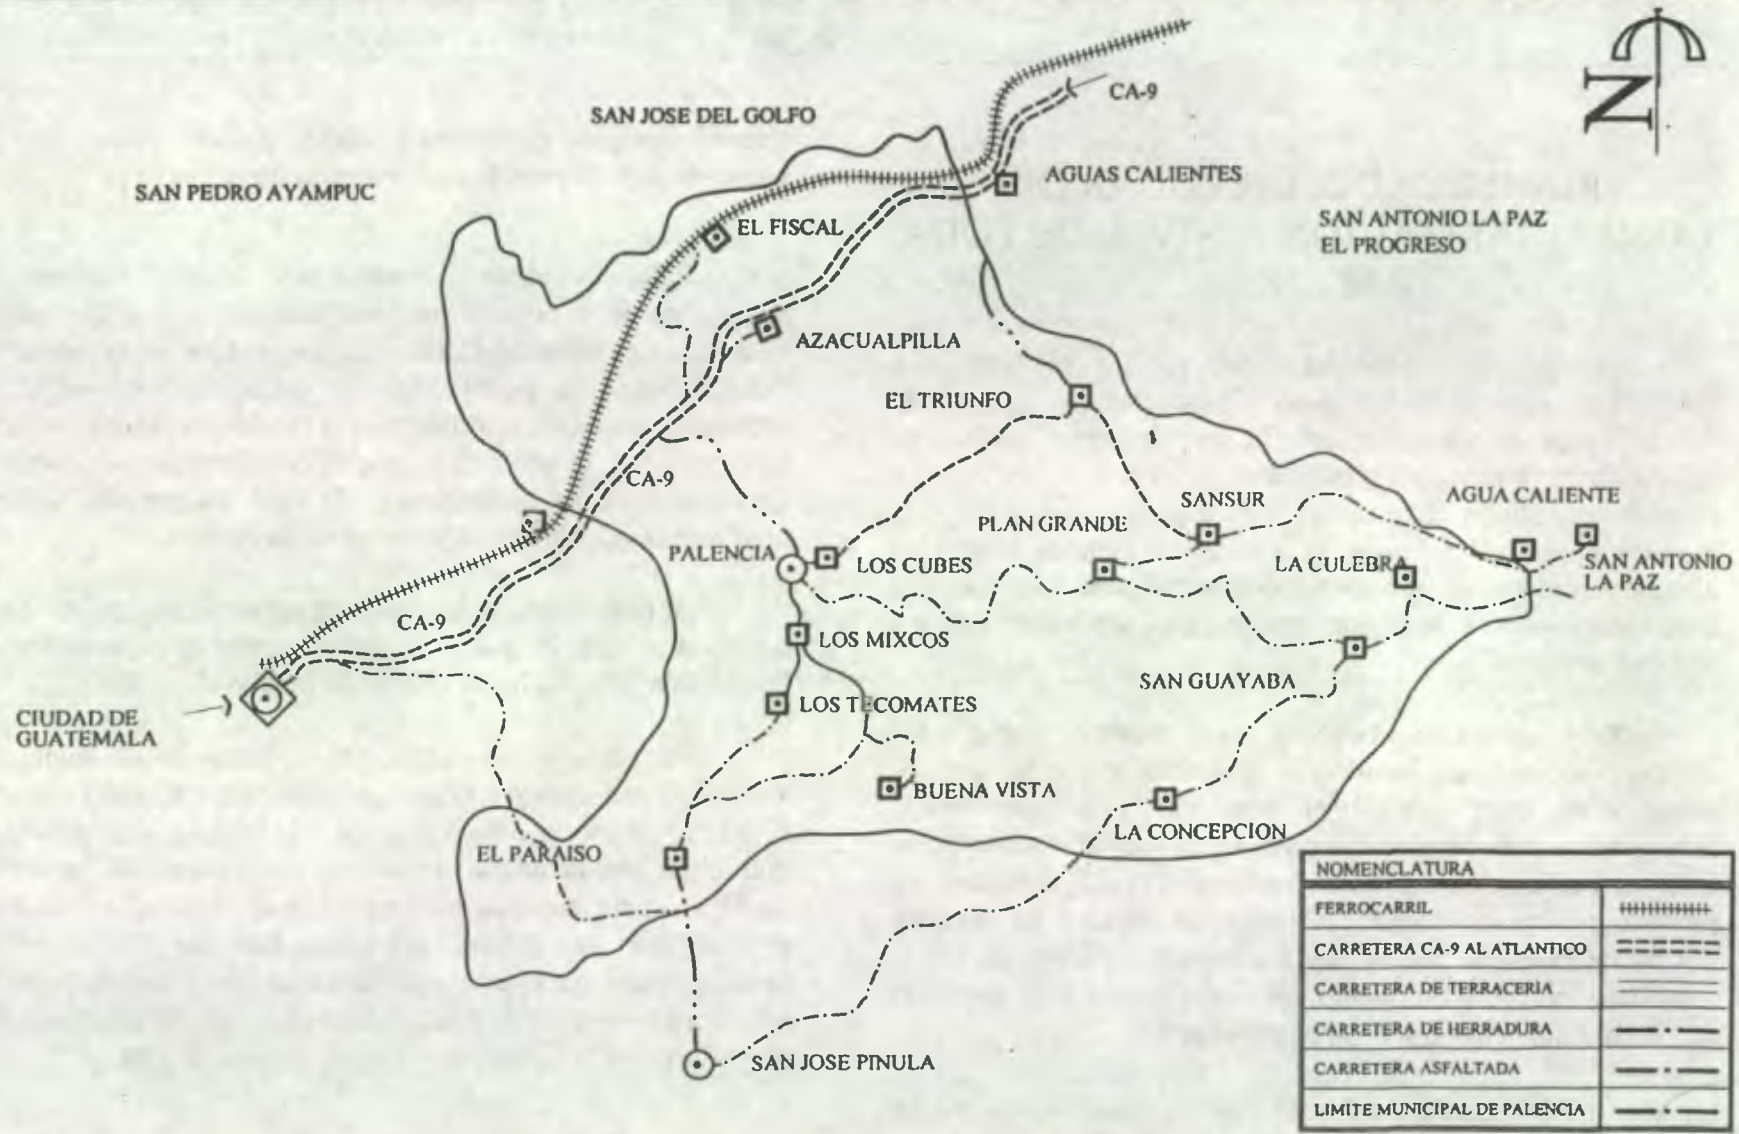 N
CA-9
SAN JOSE DEL GOLFO
AGUAS CALIENTES
SAN PEDRO AYAMPUC
SAN ANTONIO LA PAZ
EL PROGRESO
EL FISCAL
AZACUALPILLA
EL TRIUNFO
CA-9
SANSUR
AGUA CALIENTE
PLAN GRANDE
PALENCIA
LOS CUBES
LA CULEBRA
SAN ANTONIO
LA PAZ
CA-9
LOS MIXCOS
SAN GUAYABA
LOS TECOMATES
CIUDAD DE
GUATEMALA
BUENA VISTA
LA CONCEPCION
EL PARAISO
SAN JOSE PINULA
NOMENCLATURA
FERROCARRIL
CARRETERA CA-9 AL ATLANTICO
CARRETERA DE TERRACERIA
CARRETERA DE HERRADURA
CARRETERA ASFALTADA
LIMITE MUNICIPAL DE PALENCIA